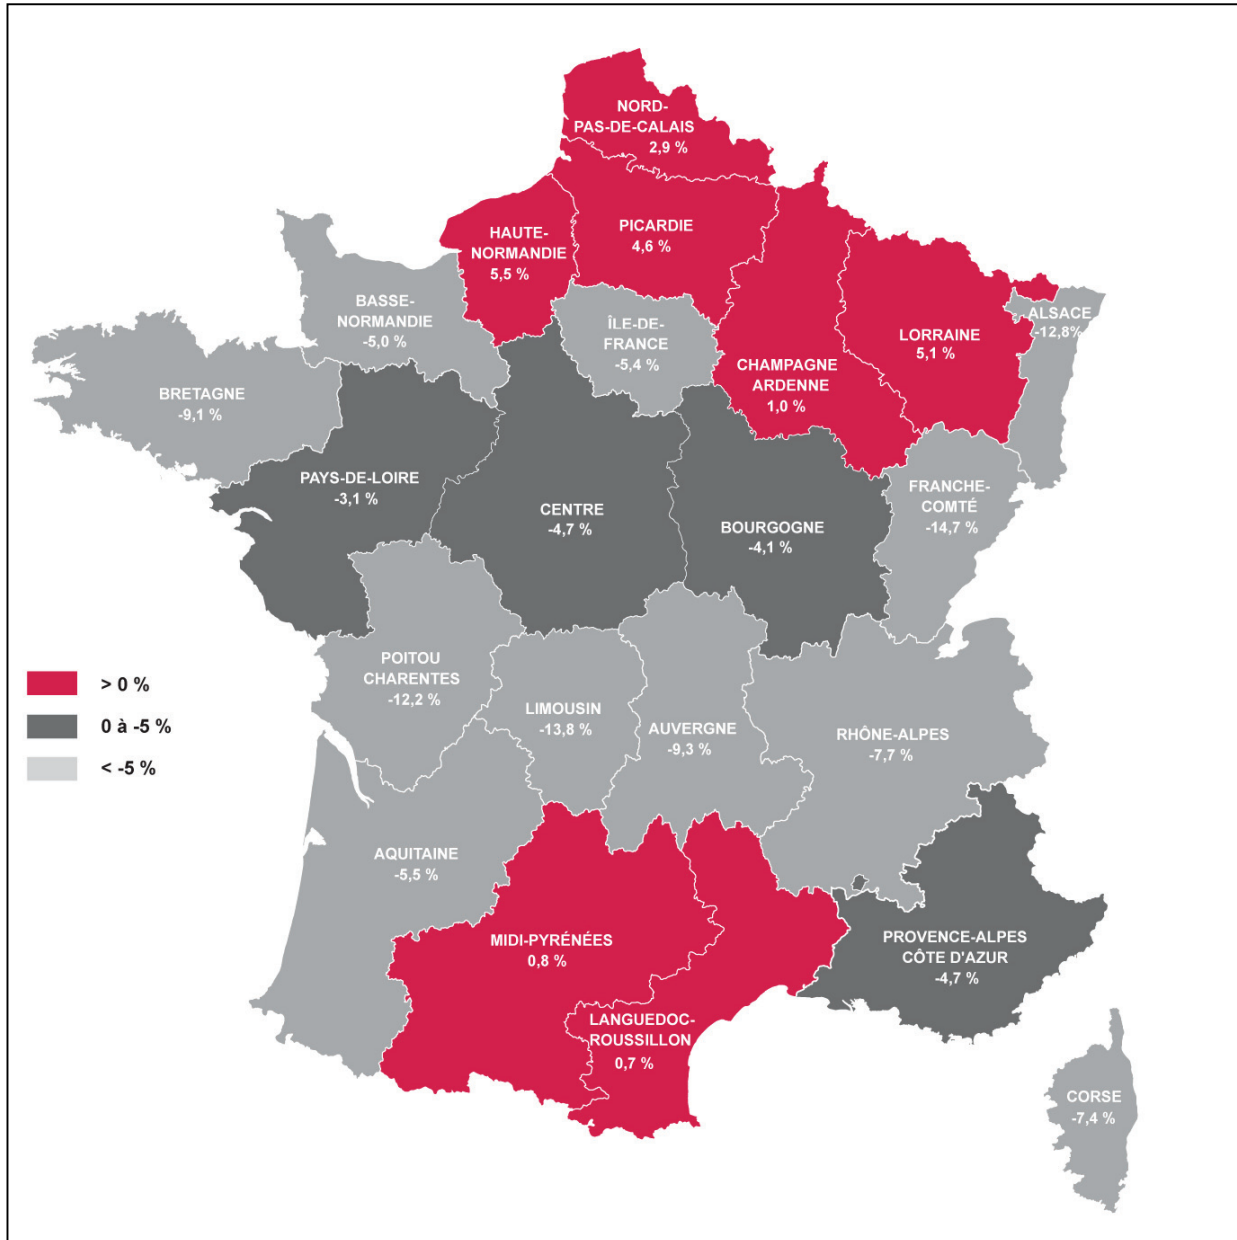 NORD-
PAS-DE-CALAIS
2,9 %
PICARDIE
4,6 %
HAUTE-
NORMANDIE
5,5 %
BASSE-
NORMANDIE
-5,0 %
ÎLE-DE-
FRANCE
-5,4 %
CHAMPAGNE
ARDENNE
1,0 %
LORRAINE
5,1 %
ALSACE
-12,8%
BRETAGNE
-9,1 %
PAYS-DE-LOIRE
-3,1 %
CENTRE
-4,7 %
BOURGOGNE
-4,1 %
FRANCHE-
COMTÉ
-14,7 %
POITOU
CHARENTES
-12,2 %
LIMOUSIN
-13,8 %
AUVERGNE
-9,3 %
RHÔNE-ALPES
-7,7 %
> 0 %
0 à -5 %
< -5 %
AQUITAINE
-5,5 %
MIDI-PYRÉNÉES
0,8 %
LANGUEDOC-
ROUSSILLON
0,7 %
PROVENCE-ALPES
CÔTE D'AZUR
-4,7 %
CORSE
-7,4 %